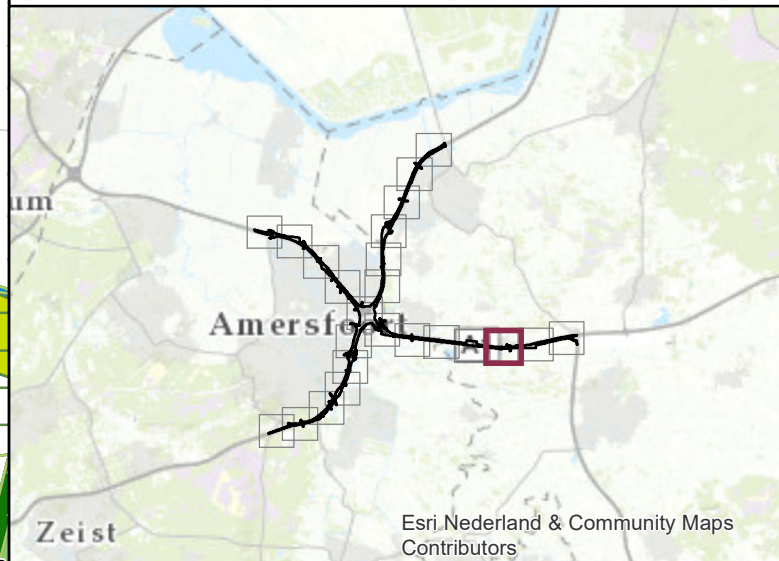 um
Amersfoort
A
Zeist
Esri Nederland & Community Maps
Contributors